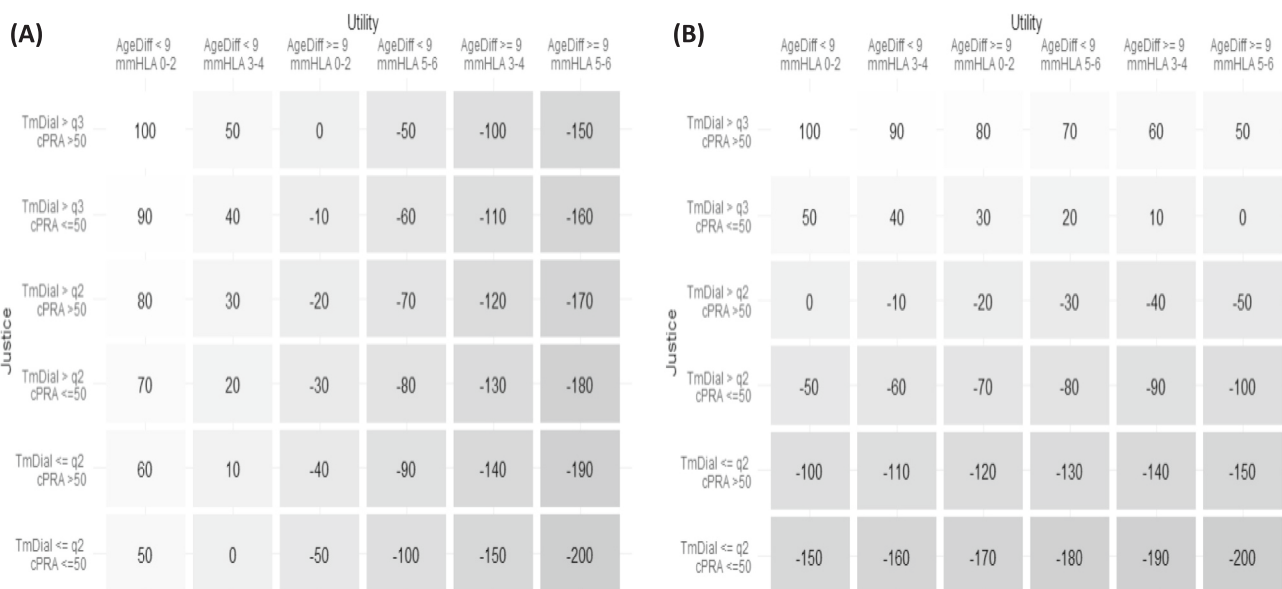 (A)
Utility
AgeDiff < 9 AgeDiff < 9 AgeDiff >= 9 AgeDiff < 9 AgeDiff >= 9 AgeDiff >= 9
mmHLA 0-2 mmHLA 3-4 mmHLA 0-2 mmHLA 5-6 mmHLA 3-4 mmHLA 5-6
Justice
TmDial > q3
cPRA >50
100 50 0 -50 -100 -150
TmDial > q3
cPRA <=50
90 40 -10 -60 -110 -160
TmDial > q2
cPRA >50
80 30 -20 -70 -120 -170
TmDial > q2
cPRA <=50
70 20 -30 -80 -130 -180
TmDial <= q2
cPRA >50
60 10 -40 -90 -140 -190
TmDial <= q2
cPRA <=50
50 0 -50 -100 -150 -200
(B)
Utility
AgeDiff < 9 AgeDiff < 9 AgeDiff >= 9 AgeDiff < 9 AgeDiff >= 9 AgeDiff >= 9
mmHLA 0-2 mmHLA 3-4 mmHLA 0-2 mmHLA 5-6 mmHLA 3-4 mmHLA 5-6
Justice
TmDial > q3
cPRA >50
100 90 80 70 60 50
TmDial > q3
cPRA <=50
50 40 30 20 10 0
TmDial > q2
cPRA >50
0 -10 -20 -30 -40 -50
TmDial > q2
cPRA <=50
-50 -60 -70 -80 -90 -100
TmDial <= q2
cPRA >50
-100 -110 -120 -130 -140 -150
TmDial <= q2
cPRA <=50
-150 -160 -170 -180 -190 -200